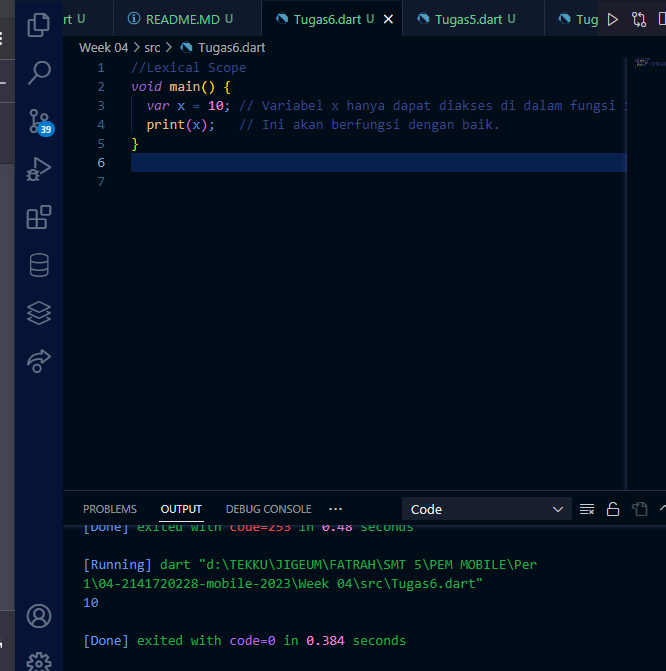 rt U README.MD U Tugas6.dart U Tugas5.dart U Tug
Week 04 > src > Tugas6.dart
1 //Lexical Scope
2 void main() {
3 var x = 10; // Variabel x hanya dapat diakses di dalam fungsi
4 print(x); // Ini akan berfungsi dengan baik.
5 }
6
7
39
PROBLEMS OUTPUT DEBUG CONSOLE ... Code
[Done] exited with code=253 in 0.48 seconds
[Running] dart "d:\TEKKU\JIGEUM\FATRAH\SMT 5\PEM MOBILE\Per
1\04-2141720228-mobile-2023\Week 04\src\Tugas6.dart"
10
[Done] exited with code=0 in 0.384 seconds